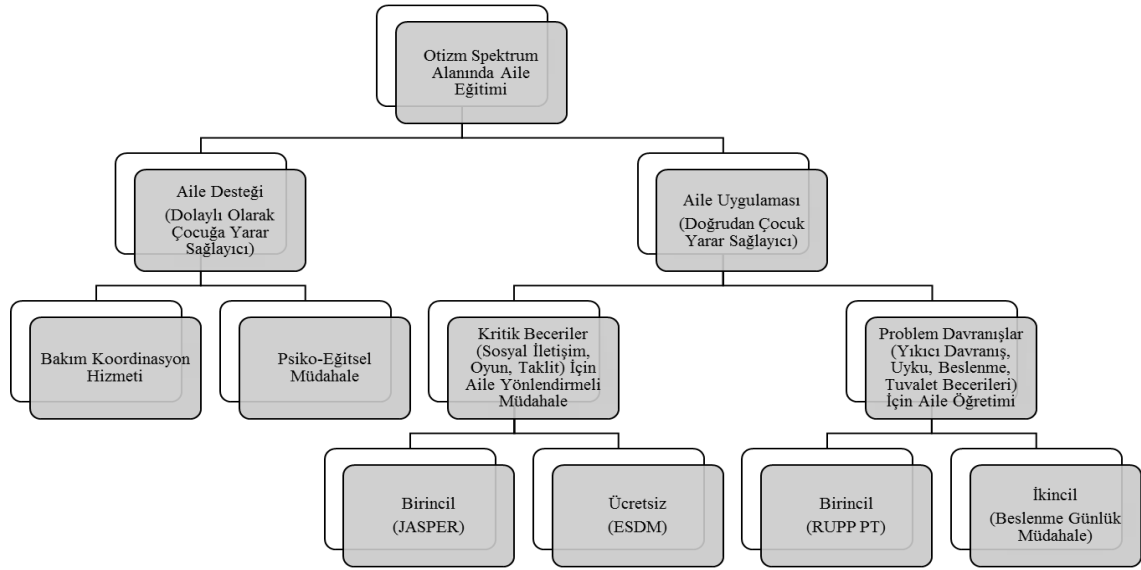 Otizm Spektrum
Alanında Aile
Eğitimi
Aile Desteği
(Dolaylı Olarak
Çocuğa Yarar
Sağlayıcı)
Aile Uygulaması
(Doğrudan Çocuk
Yarar Sağlayıcı)
Bakım Koordinasyon
Hizmeti
Psiko-Eğitsel
Müdahale
Kritik Beceriler
(Sosyal İletişim,
Oyun, Taklit) İçin
Aile Yönlendirmeli
Müdahale
Problem Davranışlar
(Yıkıcı Davranış,
Uyku, Beslenme,
Tuvalet Becerileri)
İçin Aile Öğretimi
Birincil
(JASPER)
Ücretsiz
(ESDM)
Birincil
(RUPP PT)
İkincil
(Beslenme Günlük
Müdahale)